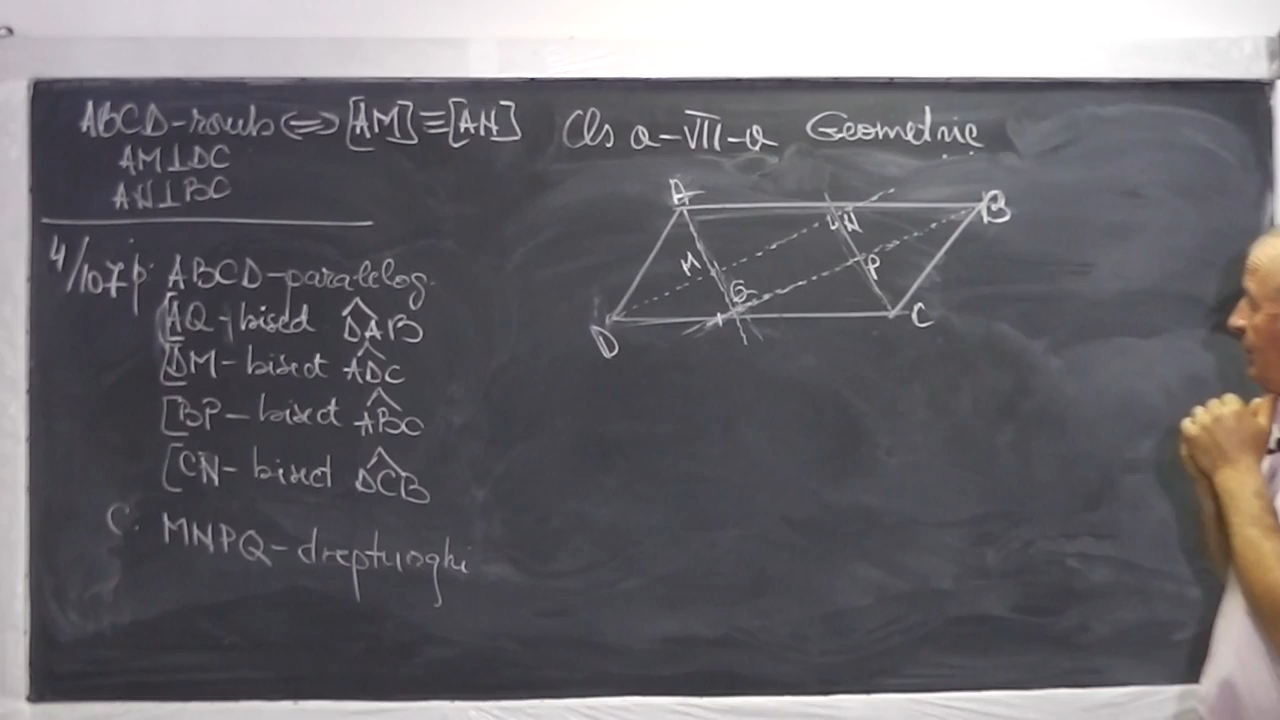 ABCD-romb ⇔ [AM]≡[AN]
AM⊥DC
AN⊥BC
Cls a-VII-a Geometrie
4/107 p. ABCD-paralelog.
[AQ-bisect DAB
[DM-bisect ADC
[BP-bisect ABC
[CN-bisect DCB
C: MNPQ-dreptunghi
A
B
N
M
P
Q
D
C